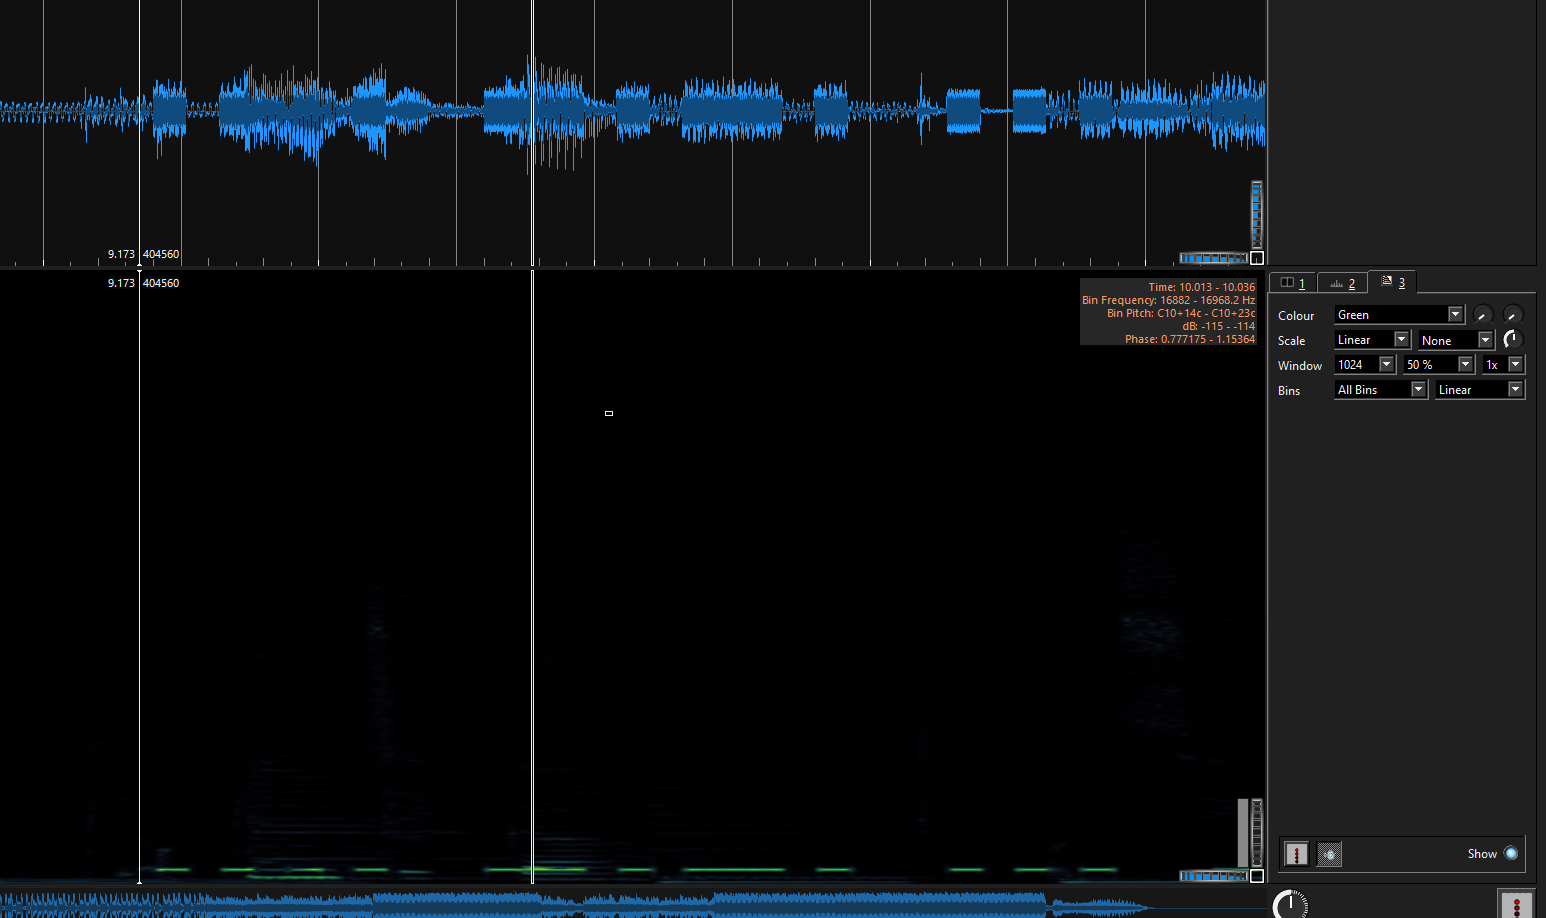 9.173 404560
9.173 404560
Time: 10.013 - 10.036
Bin Frequency: 16882 - 16968.2 Hz
Bin Pitch: C10+14c - C10+23c
dB: -115 - -114
Phase: 0.777175 - 1.15364
1 2 3
Colour Green
Scale Linear None
Window 1024 50 % 1x
Bins All Bins Linear
Show